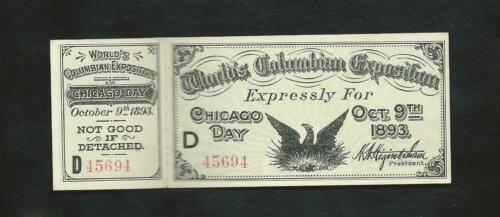 WORLD'S
COLUMBIAN EXPOSITION
CHICAGO DAY
October 9th 1893.
NOT GOOD
IF
DETACHED.
D 45694
World's Columbian Exposition
Expressly For
CHICAGO DAY
OCT. 9TH 1893.
D 45694
H. N. Higinbotham
President.